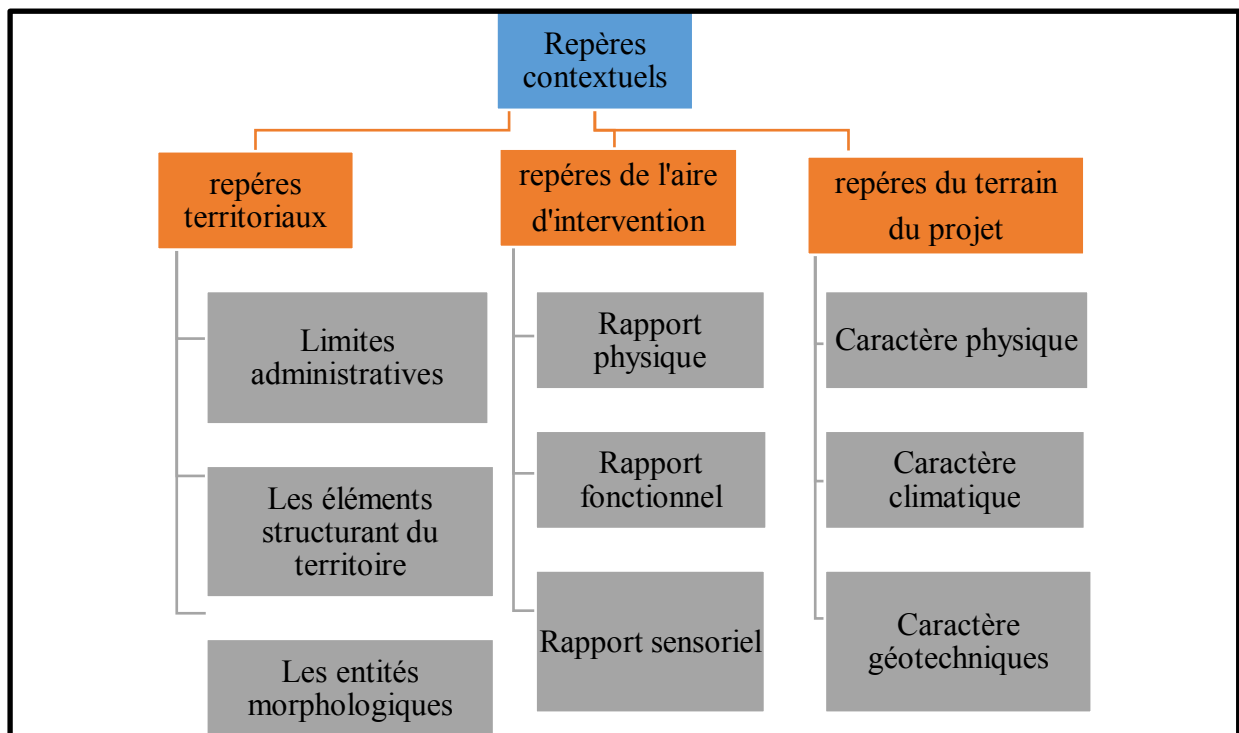 Repères
contextuels
repéres
territoriaux
Limites
administratives
Les éléments
structurant du
territoire
Les entités
morphologiques
repéres de l'aire
d'intervention
Rapport
physique
Rapport
fonctionnel
Rapport sensoriel
repéres du terrain
du projet
Caractère physique
Caractère
climatique
Caractère
géotechniques